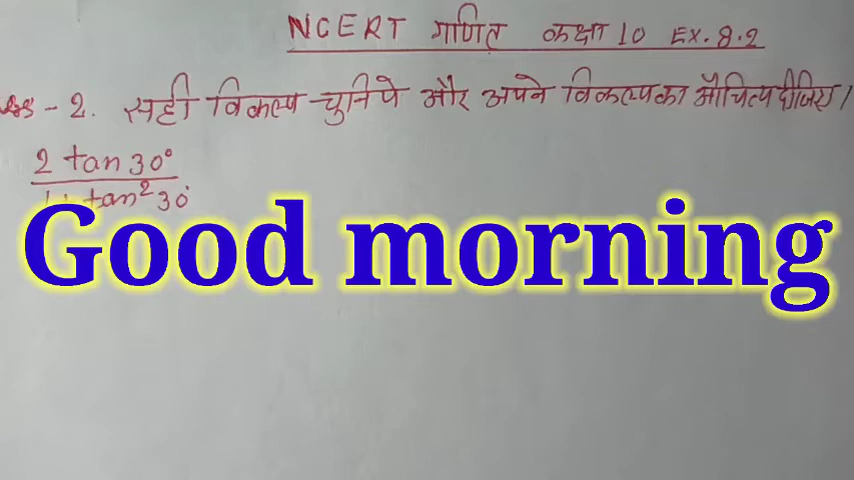 NCERT गणित कक्षा 10 Ex. 8.2
- 2. सही विकल्प चुनिये और अपने विकल्प का औचित्य दीजिए।
2 tan 30°
tan² 30°
Good morning